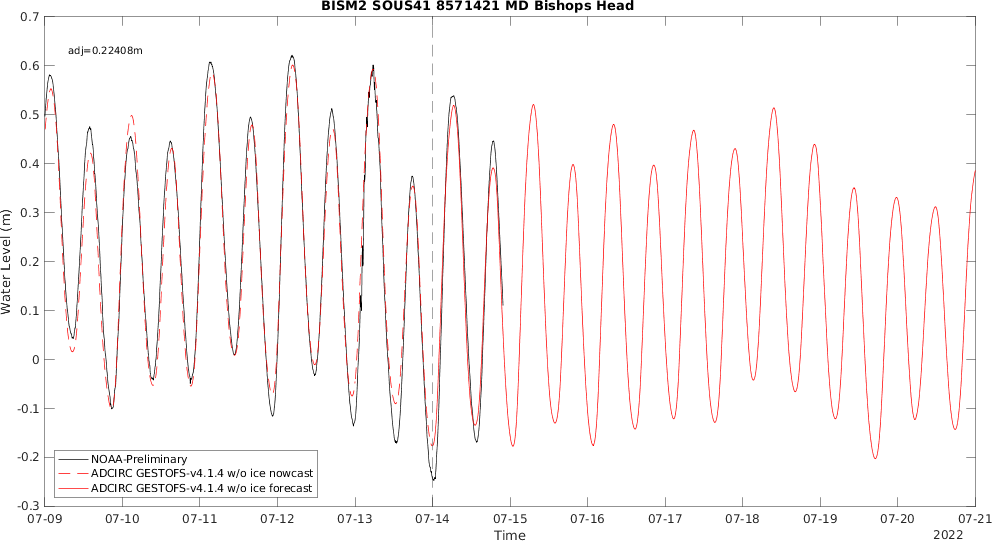 BISM2 SOUS41 8571421 MD Bishops Head
adj=0.22408m
Water Level (m)
0.7
0.6
0.5
0.4
0.3
0.2
0.1
0
-0.1
-0.2
-0.3
NOAA-Preliminary
ADCIRC GESTOFS-v4.1.4 w/o ice nowcast
ADCIRC GESTOFS-v4.1.4 w/o ice forecast
07-09 07-10 07-11 07-12 07-13 07-14 07-15 07-16 07-17 07-18 07-19 07-20 07-21
Time
2022